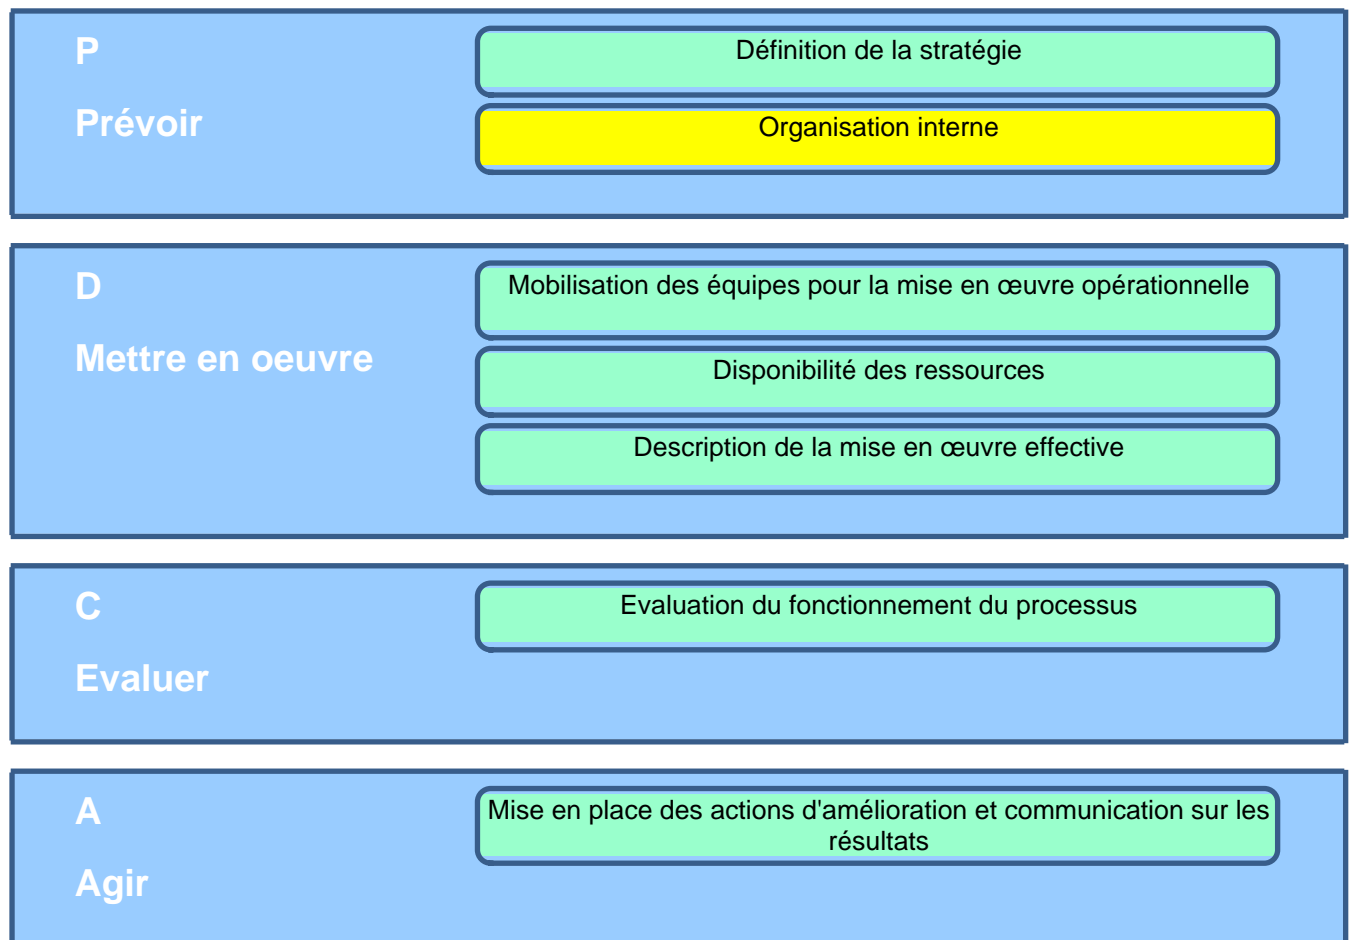 P
Définition de la stratégie
Prévoir
Organisation interne
D
Mobilisation des équipes pour la mise en œuvre opérationnelle
Mettre en oeuvre
Disponibilité des ressources
Description de la mise en œuvre effective
C
Evaluation du fonctionnement du processus
Evaluer
A
Mise en place des actions d'amélioration et communication sur les
résultats
Agir